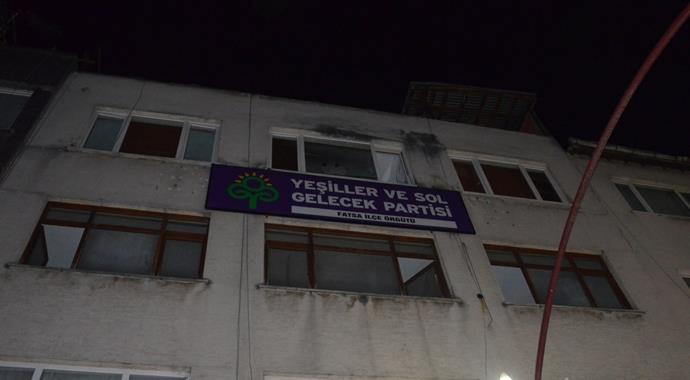 YEŞİLLER VE SOL
GELECEK PARTİSİ
FATSA İLÇE ÖRGÜTÜ